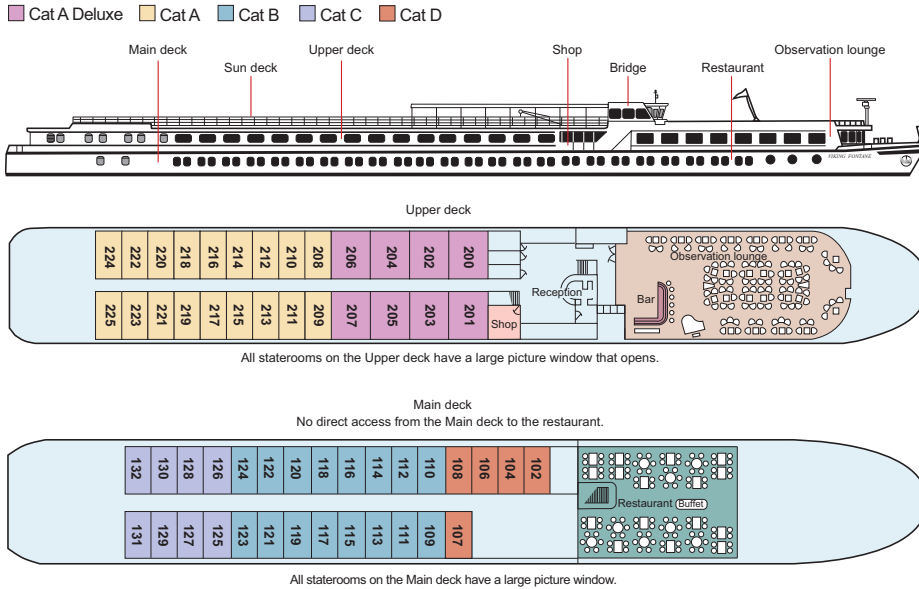 Cat A Deluxe Cat A Cat B Cat C Cat D
Main deck
Sun deck
Upper deck
Shop
Bridge
Restaurant
Observation lounge
VIKING FONTANE
Upper deck
224 222 220 218 216 214 212 210 208 206 204 202 200
Observation lounge
Reception
Bar
225 223 221 219 217 215 213 211 209 207 205 203 201
Shop
All staterooms on the Upper deck have a large picture window that opens.
Main deck
No direct access from the Main deck to the restaurant.
132 130 128 126 124 122 120 118 116 114 112 110 108 106 104 102
Restaurant Buffet
131 129 127 125 123 121 119 117 115 113 111 109 107
All staterooms on the Main deck have a large picture window.